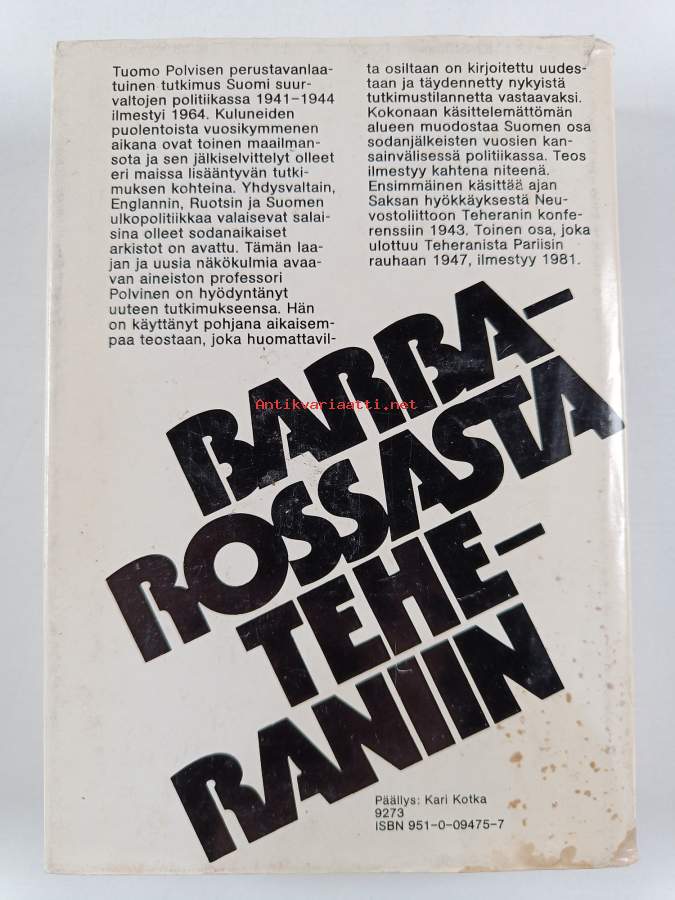 Tuomo Polvisen perustavanlaa-
tuinen tutkimus Suomi suur-
valtojen politiikassa 1941–1944
ilmestyi 1964. Kuluneiden
puolentoista vuosikymmenen
aikana ovat toinen maailman-
sota ja sen jälkiselvittelyt olleet
eri maissa lisääntyvän tutki-
muksen kohteina. Yhdysvaltain,
Englannin, Ruotsin ja Suomen
ulkopolitiikkaa valaisevat salai-
sina olleet sodanaikaiset
arkistot on avattu. Tämän laa-
jan ja uusia näkökulmia avaa-
van aineiston professori
Polvinen on hyödyntänyt
uuteen tutkimukseensa. Hän
on käyttänyt pohjana aikaisem-
paa teostaan, joka huomattavil-
ta osiltaan on kirjoitettu uudes-
taan ja täydennetty nykyistä
tutkimustilannetta vastaavaksi.
Kokonaan käsittelemättömän
alueen muodostaa Suomen osa
sodanjälkeisten vuosien kan-
sainvälisessä politiikassa. Teos
ilmestyy kahtena niteenä.
Ensimmäinen käsittää ajan
Saksan hyökkäyksestä Neu-
vostoliittoon Teheranin konfe-
renssiin 1943. Toinen osa, joka
ulottuu Teheranista Pariisin
rauhaan 1947, ilmestyy 1981.
BARBA–
Antikvariaatti.net
ROSSASTA
TEHE–
RANIIN
Päällys: Kari Kotka
9273
ISBN 951-0-09475-7